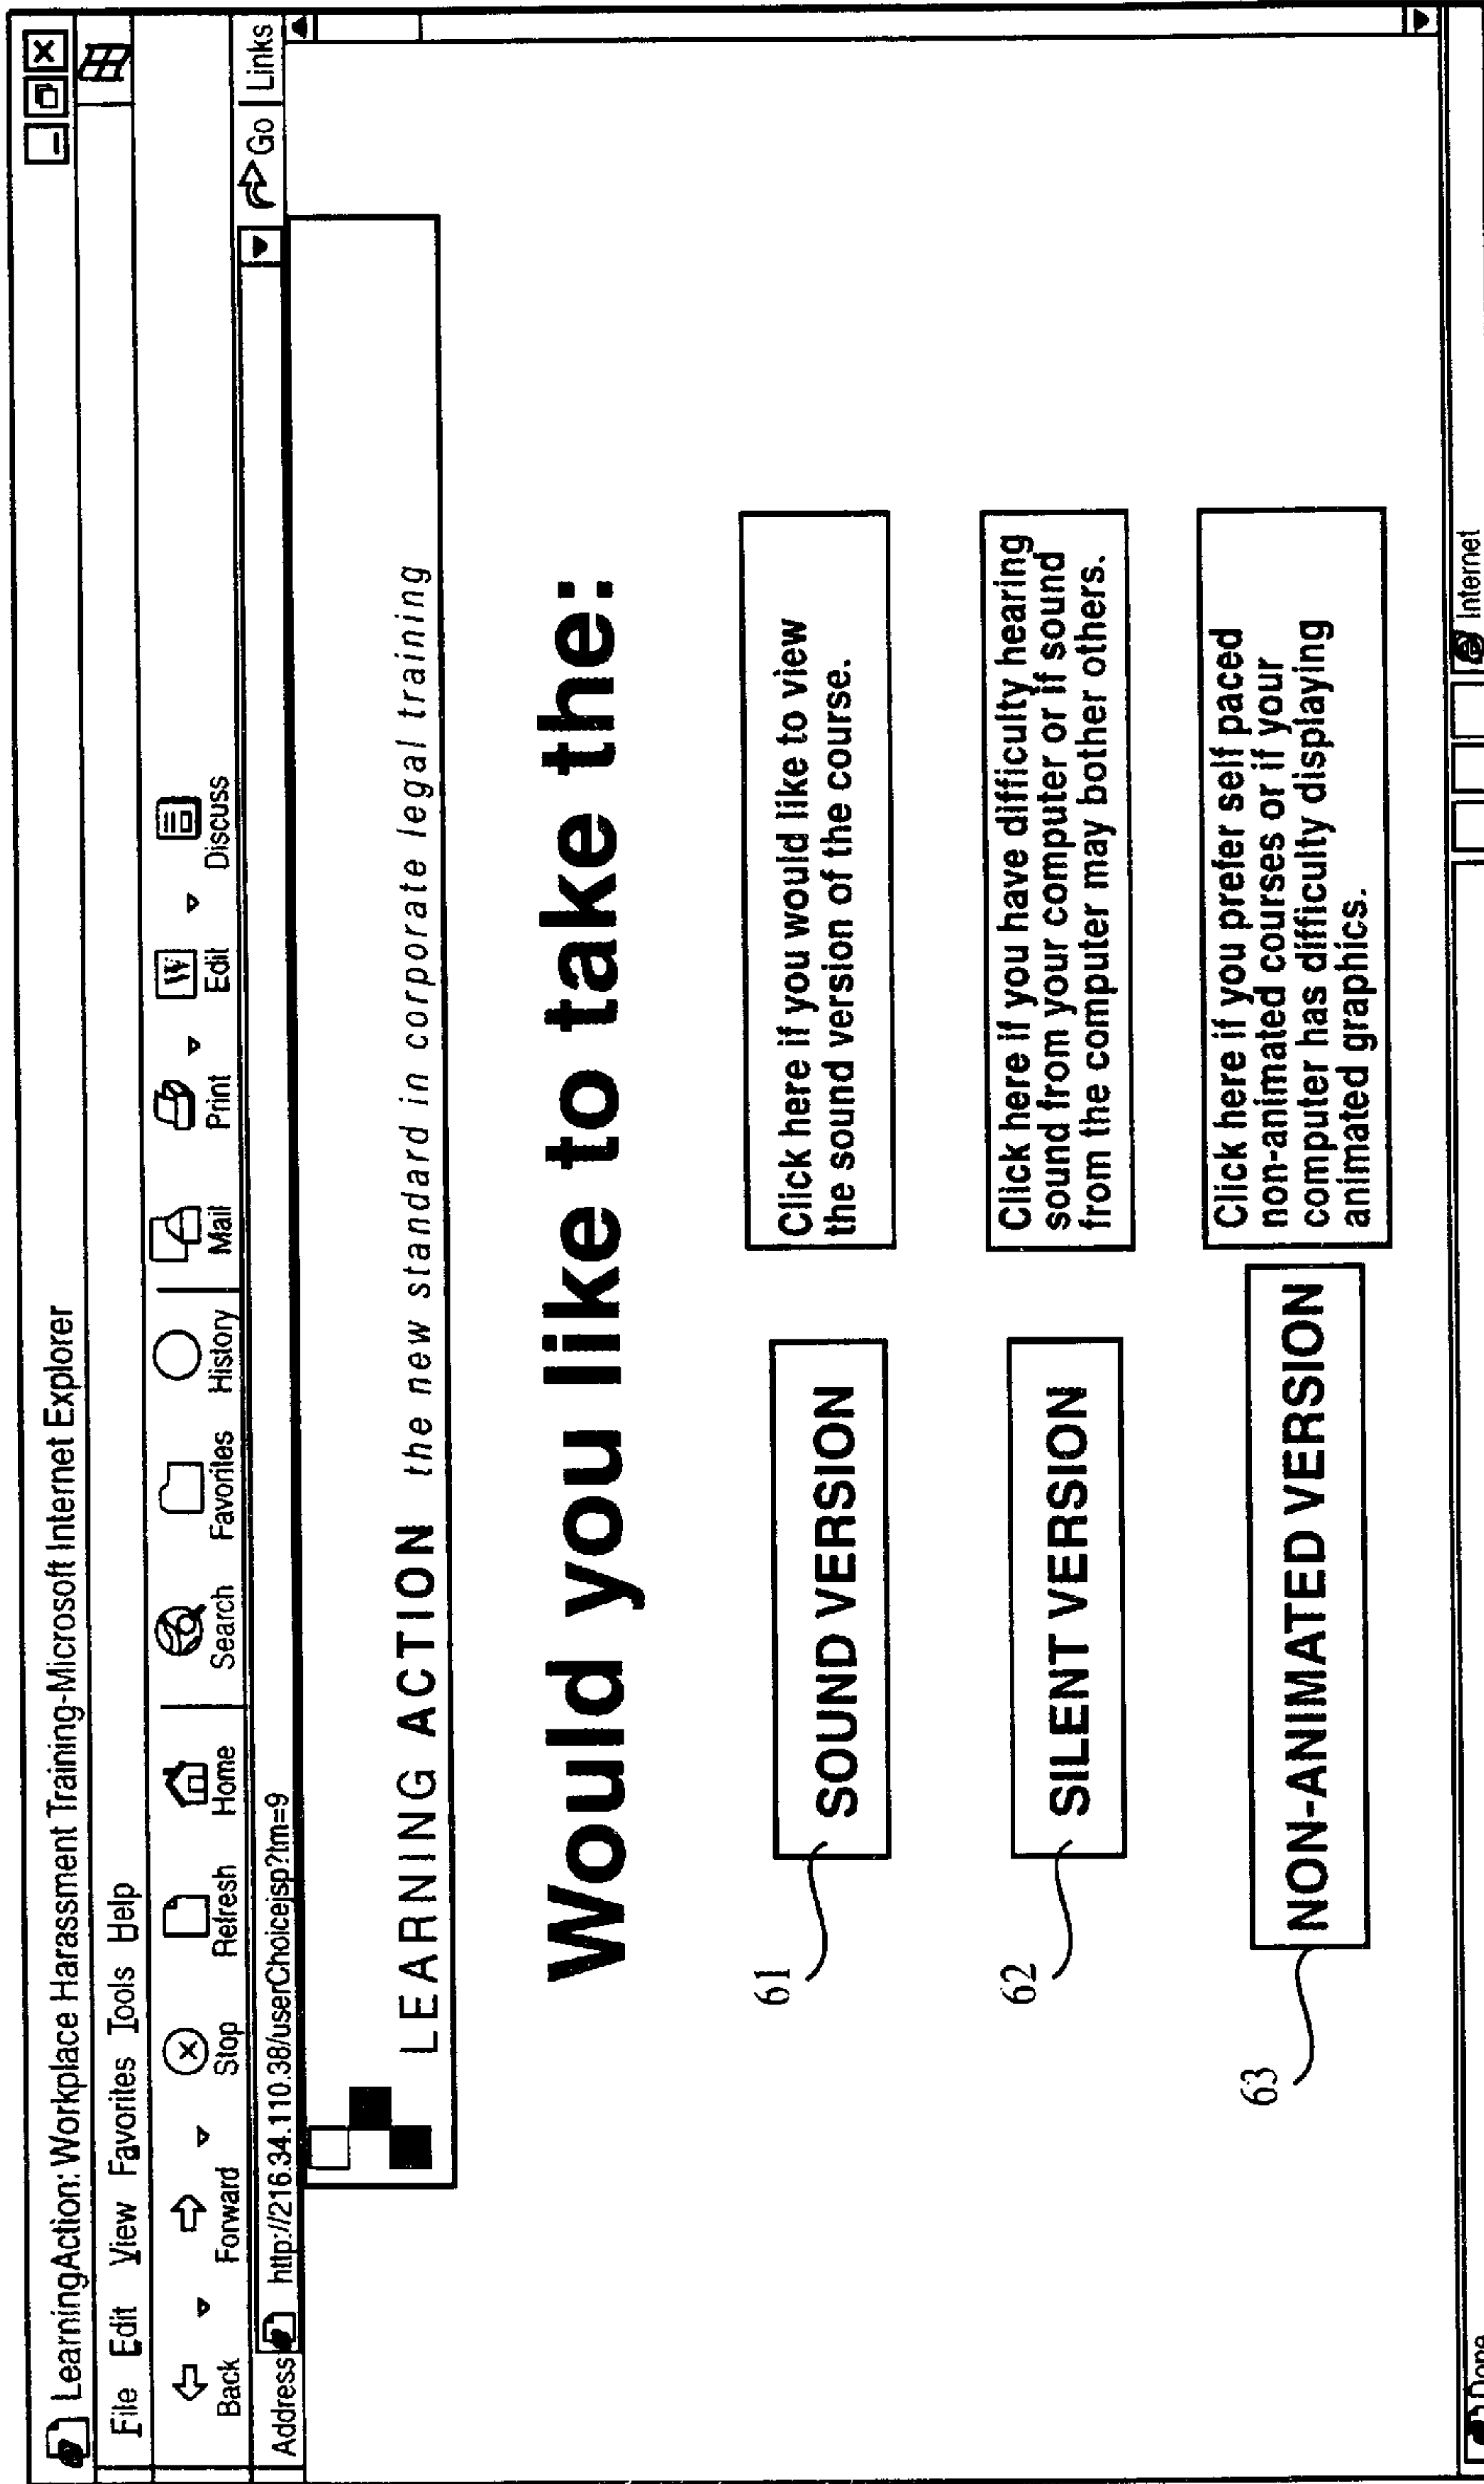 LearningAction: Workplace Harassment Training-Microsoft Internet Explorer
File Edit View Favorites Tools Help
Back Forward Stop Refresh Home Search Favorites History Mail Print Edit Discuss
Address http://216.34.110.38/userChoicejsp?tm=9 Go Links
LEARNING ACTION the new standard in corporate legal training
Would you like to take the:
61
SOUND VERSION
Click here if you would like to view
the sound version of the course.
62
SILENT VERSION
Click here if you have difficulty hearing
sound from your computer or if sound
from the computer may bother others.
63
NON-ANIMATED VERSION
Click here if you prefer self paced
non-animated courses or if your
computer has difficulty displaying
animated graphics.
Done Internet